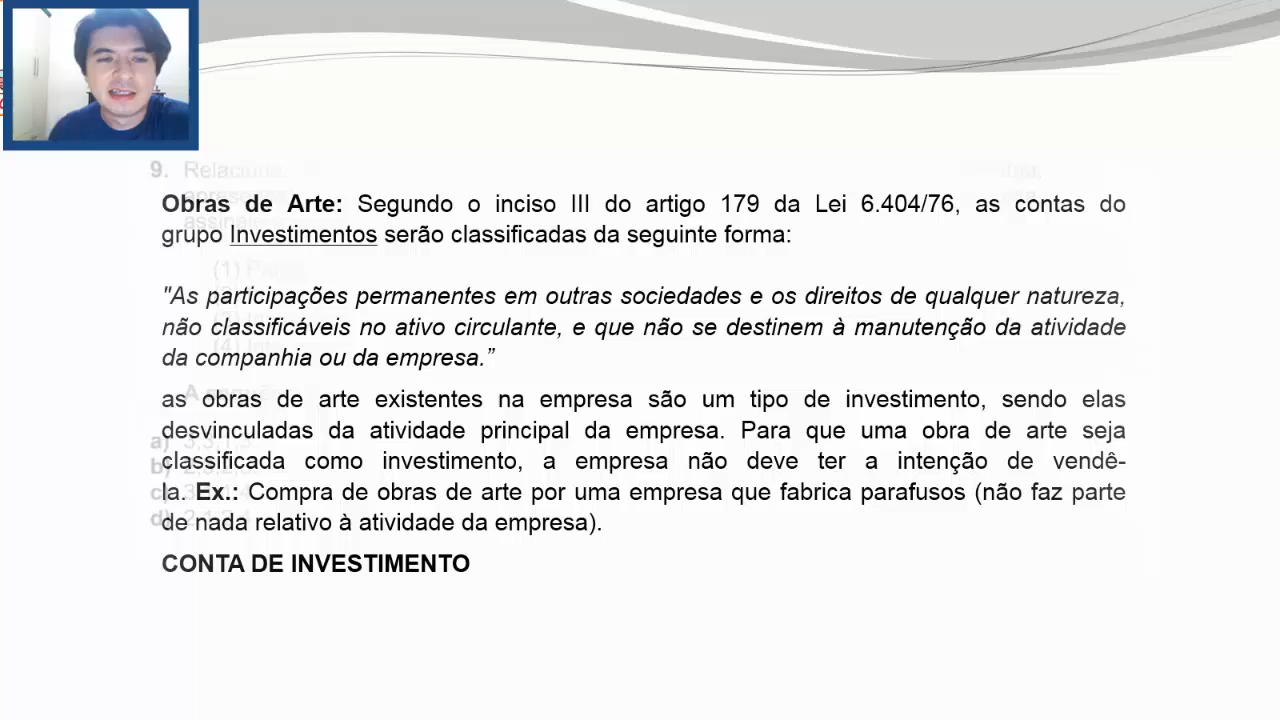 Obras de Arte: Segundo o inciso III do artigo 179 da Lei 6.404/76, as contas do
grupo Investimentos serão classificadas da seguinte forma:
"As participações permanentes em outras sociedades e os direitos de qualquer natureza,
não classificáveis no ativo circulante, e que não se destinem à manutenção da atividade
da companhia ou da empresa.”
as obras de arte existentes na empresa são um tipo de investimento, sendo elas
desvinculadas da atividade principal da empresa. Para que uma obra de arte seja
classificada como investimento, a empresa não deve ter a intenção de vendê-
la. Ex.: Compra de obras de arte por uma empresa que fabrica parafusos (não faz parte
de nada relativo à atividade da empresa).
CONTA DE INVESTIMENTO
9.
(1)
(4)
a)
b)
c)
d)